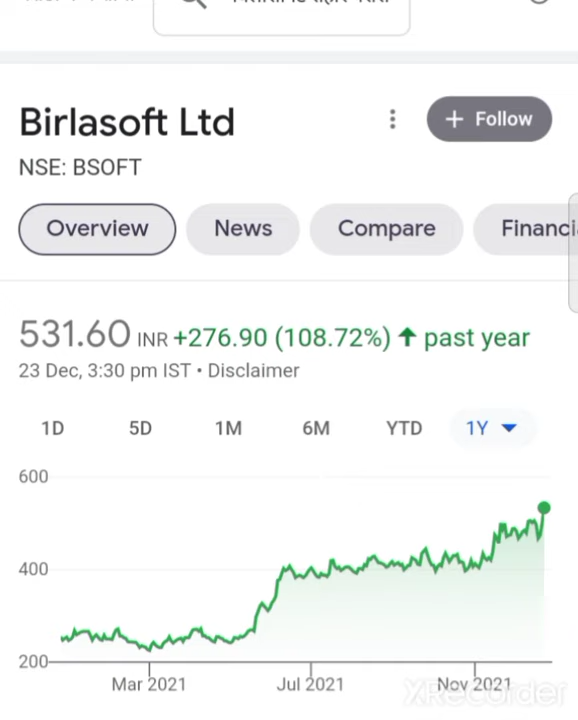 Birlasoft Ltd
+ Follow
NSE: BSOFT
Overview News Compare Financi
531.60 INR +276.90 (108.72%) ↑ past year
23 Dec, 3:30 pm IST • Disclaimer
1D 5D 1M 6M YTD 1Y
600
400
200
Mar 2021 Jul 2021 Nov 2021
XRecorder